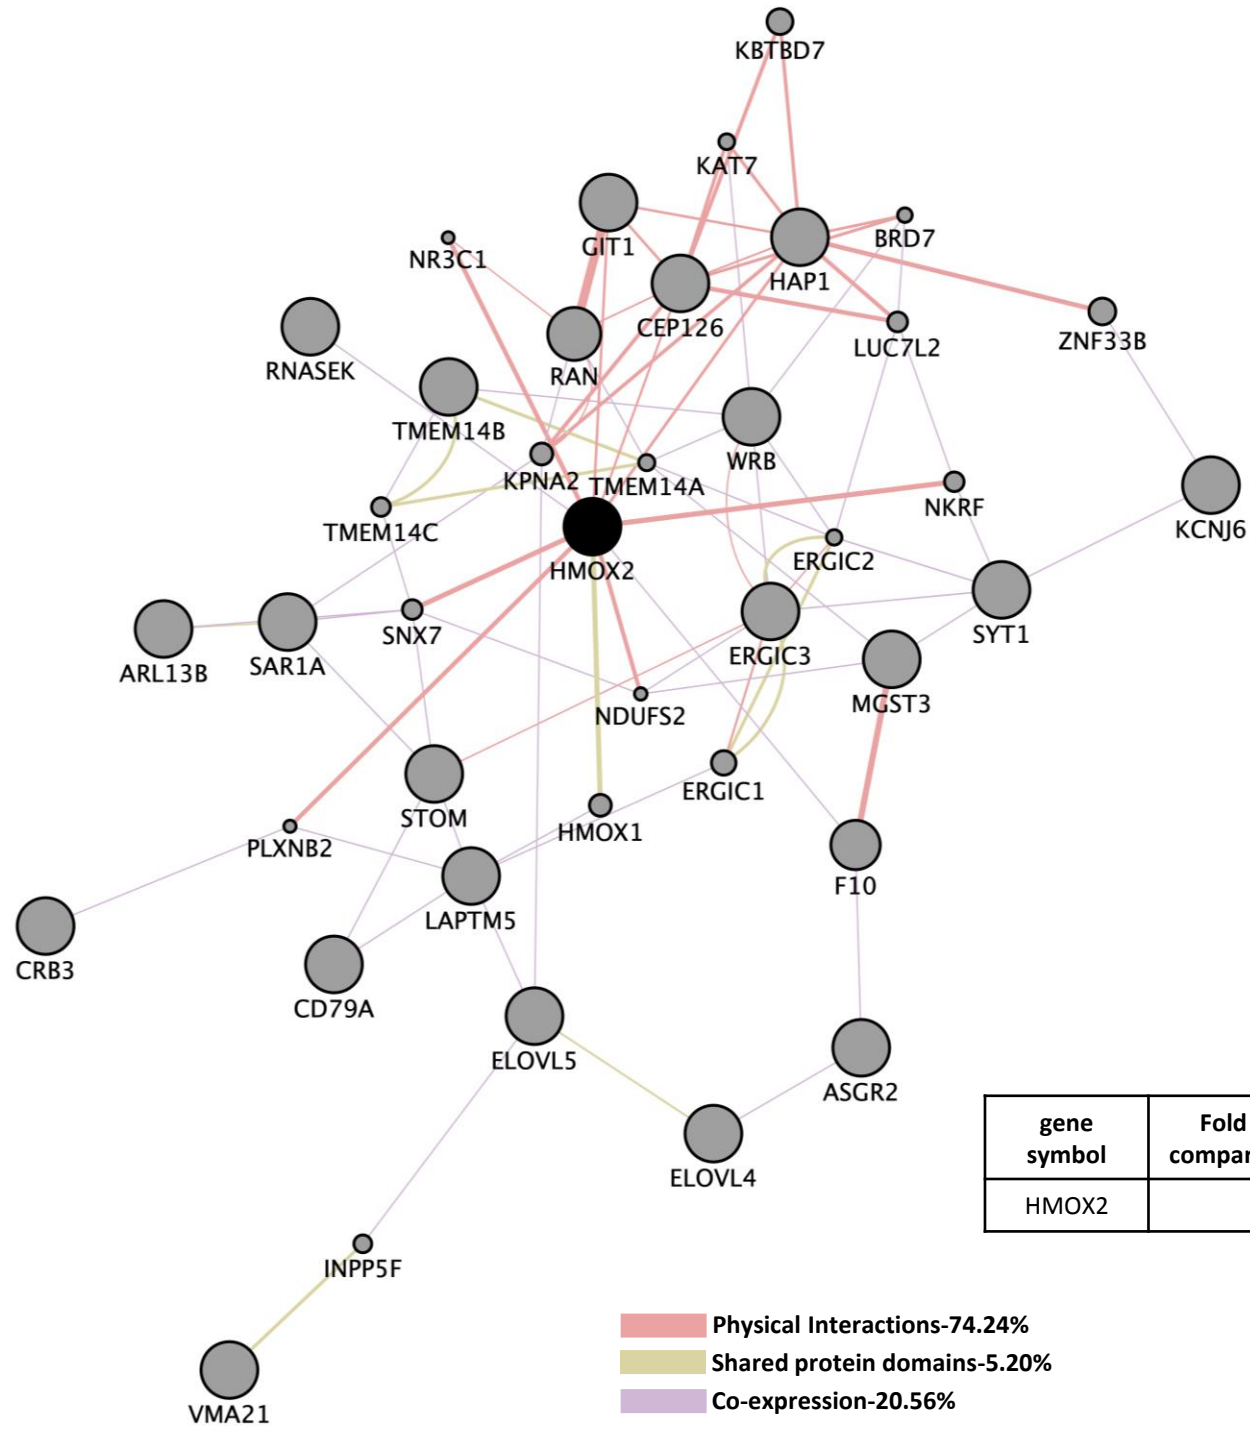 KBTBD7
KAT7
GIT1
BRD7
NR3C1
HAP1
CEP126
ZNF33B
RNASEK
RAN
LUC7L2
TMEM14B
WRB
KPNA2
TMEM14A
NKRF
TMEM14C
KCNJ6
HMOX2
ERGIC2
SYT1
SNX7
ARL13B
SAR1A
ERGIC3
MGST3
NDUFS2
ERGIC1
STOM
HMOX1
PLXNB2
F10
LAPTM5
CRB3
CD79A
ELOVL5
ASGR2
ELOVL4
INPP5F
VMA21
gene
symbol
Fold
HMOX2
Physical Interactions-74.24%
Shared protein domains-5.20%
Co-expression-20.56%